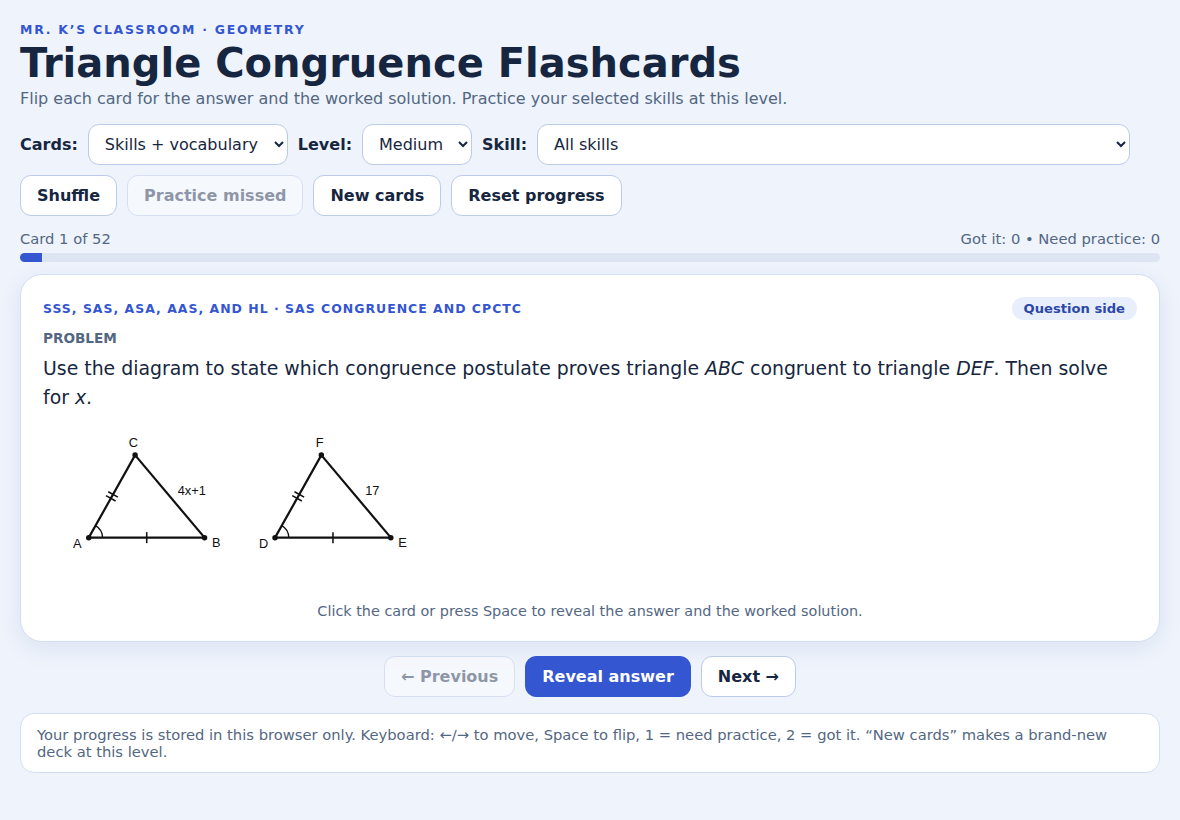 MR. K’S CLASSROOM · GEOMETRY
Triangle Congruence Flashcards
Flip each card for the answer and the worked solution. Practice your selected skills at this level.
Cards: Skills + vocabulary Level: Medium Skill: All skills
Shuffle Practice missed New cards Reset progress
Card 1 of 52 Got it: 0 • Need practice: 0
SSS, SAS, ASA, AAS, AND HL · SAS CONGRUENCE AND CPCTC Question side
PROBLEM
Use the diagram to state which congruence postulate proves triangle ABC congruent to triangle DEF. Then solve
for x.
C F
4x+1 17
A B D E
Click the card or press Space to reveal the answer and the worked solution.
← Previous Reveal answer Next →
Your progress is stored in this browser only. Keyboard: ←/→ to move, Space to flip, 1 = need practice, 2 = got it. “New cards” makes a brand-new
deck at this level.